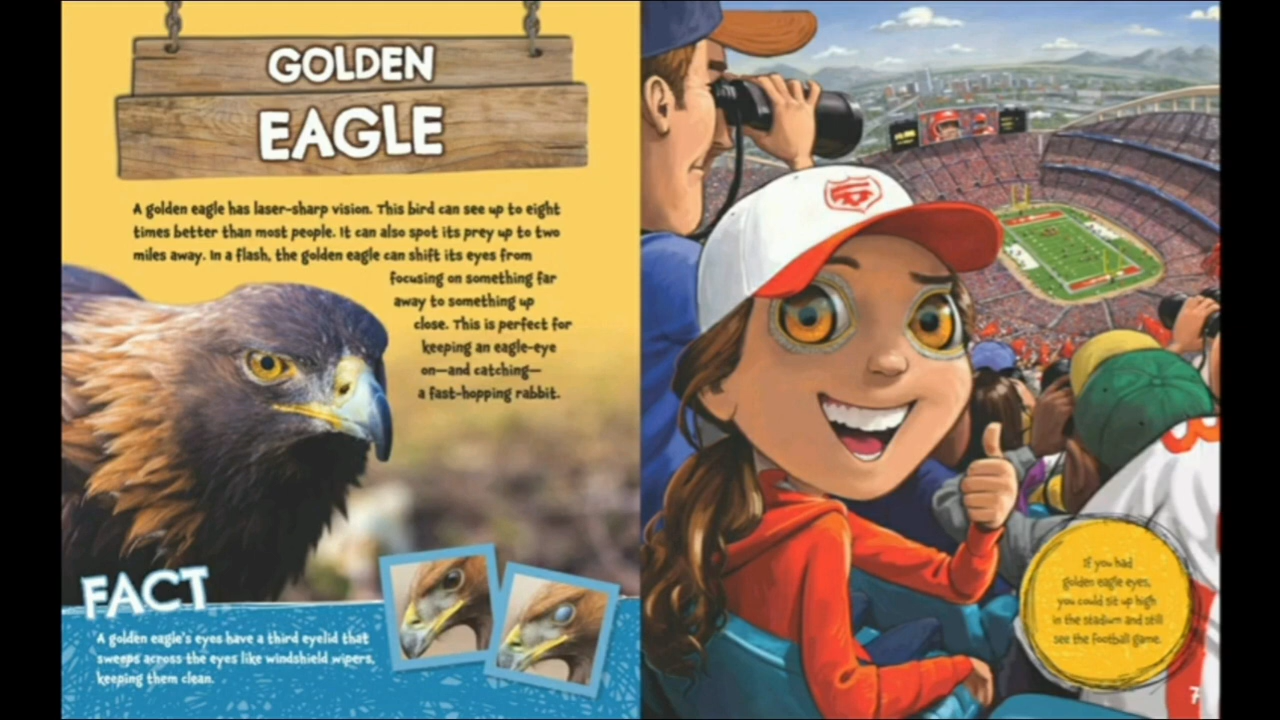 GOLDEN
EAGLE
A golden eagle has laser-sharp vision. This bird can see up to eight
times better than most people. It can also spot its prey up to two
miles away. In a flash, the golden eagle can shift its eyes from
focusing on something far
away to something up
close. This is perfect for
keeping an eagle-eye
on—and catching—
a fast-hopping rabbit.
FACT
A golden eagle's eyes have a third eyelid that
sweeps across the eyes like windshield wipers,
keeping them clean.
If you had
golden eagle eyes,
you could sit up high
in the stadium and still
see the football game.
7